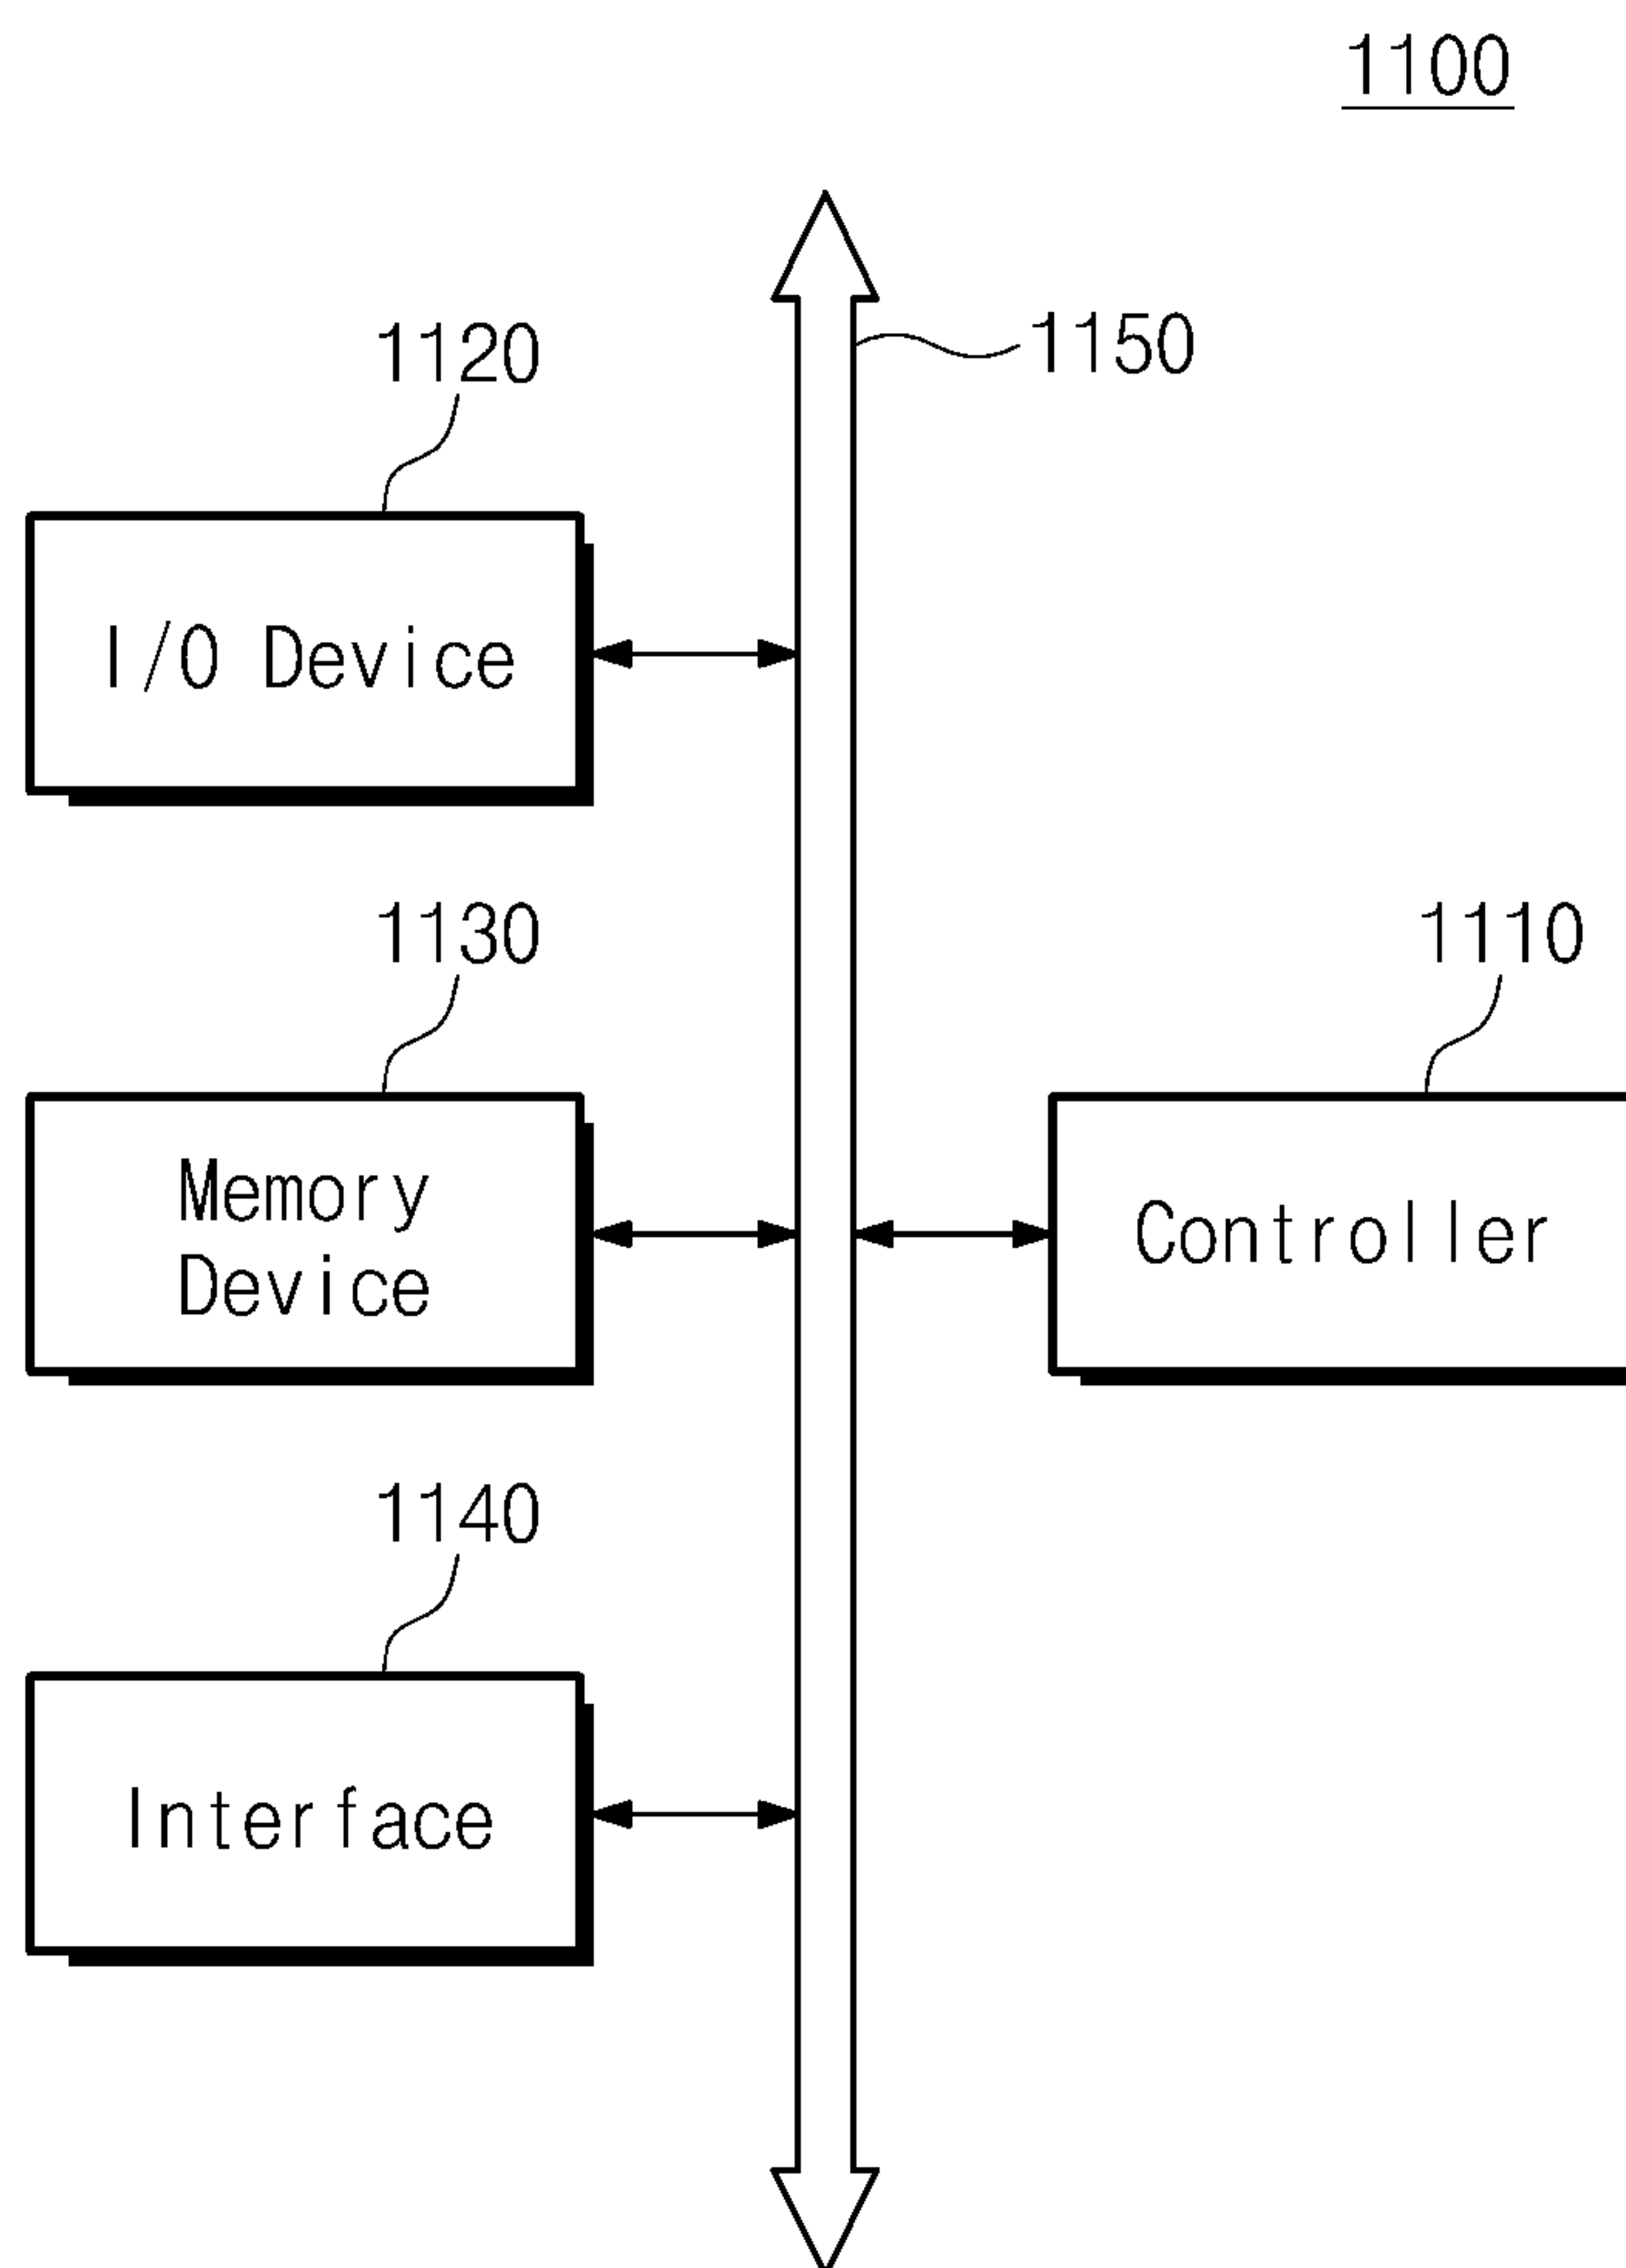 1100
1150
1120
I/O Device
1130
1110
Memory
Device
Controller
1140
Interface